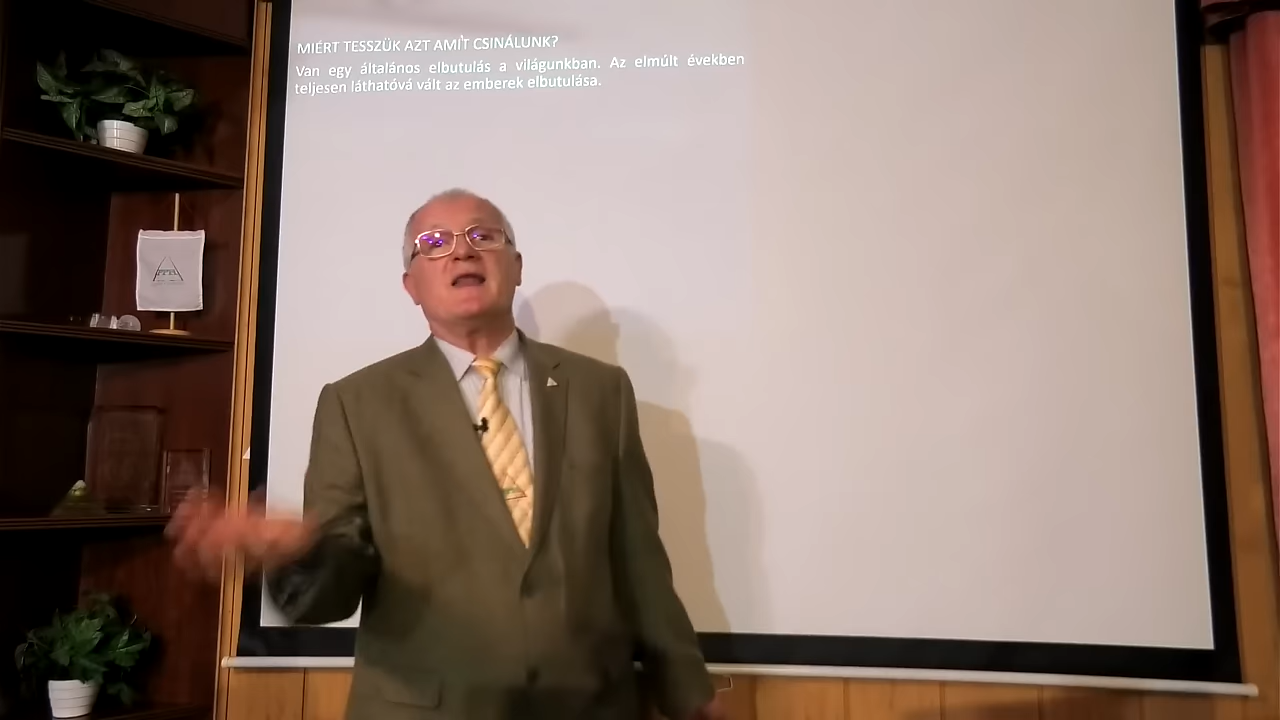 MIÉRT TESSZÜK AZT AMIT CSINÁLUNK?
Van egy általános elbutulás a világunkban. Az elmúlt években
teljesen láthatóvá vált az emberek elbutulása.